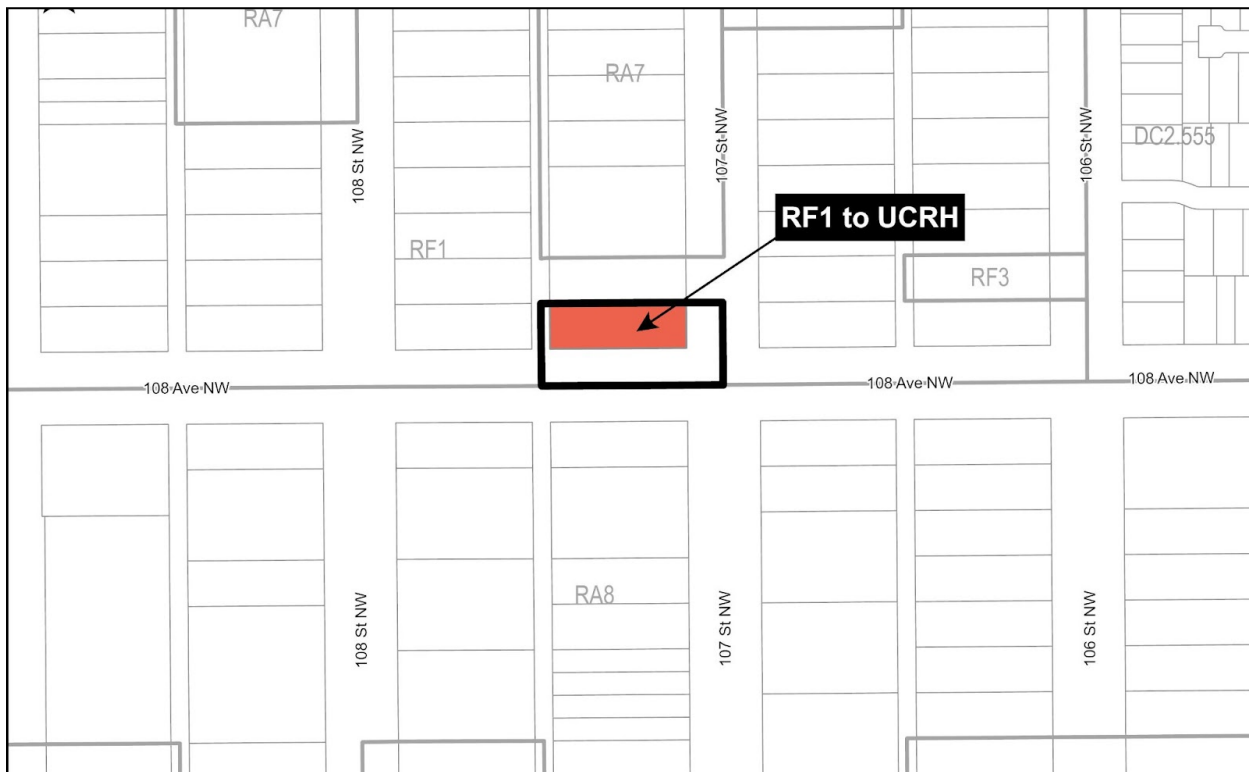 RA7
RA7
108 St NW
107 St NW
106 St NW
DC2.555
RF1 to UCRH
RF1
RF3
108 Ave NW
108 Ave NW
108 Ave NW
RA8
108 St NW
107 St NW
106 St NW